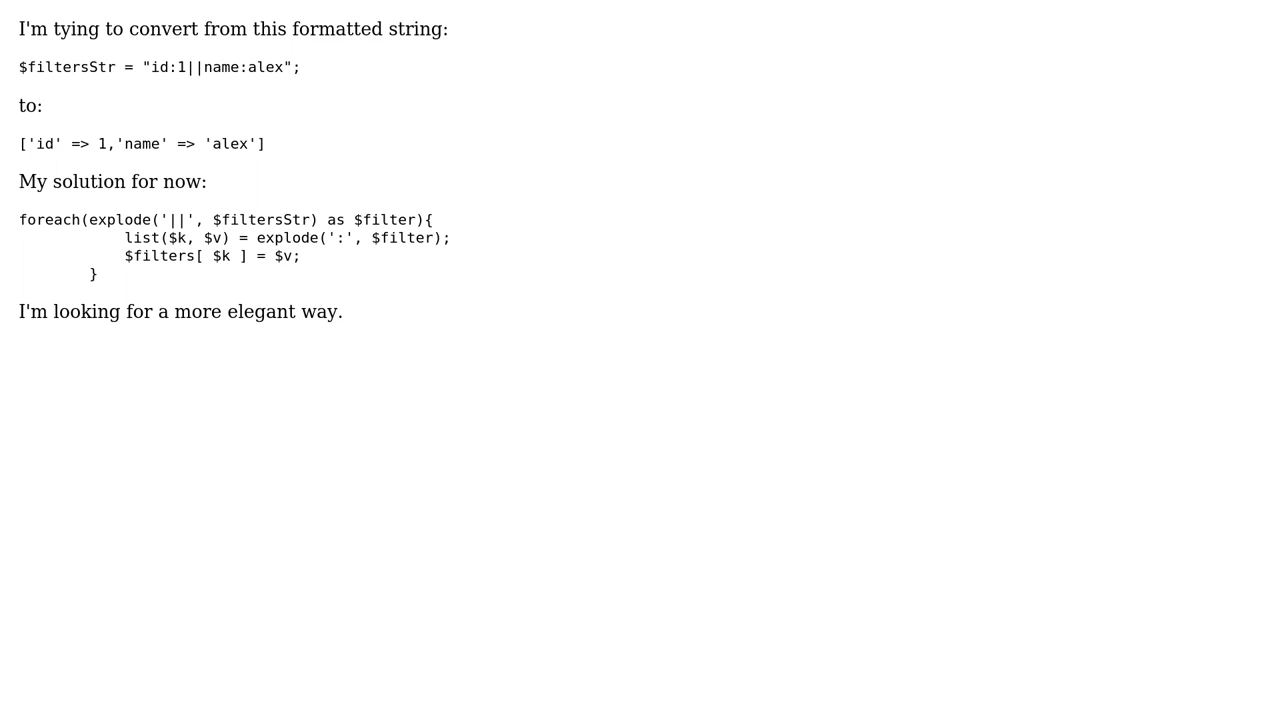 I'm tying to convert from this formatted string:
$filtersStr = "id:1||name:alex";
to:
['id' => 1,'name' => 'alex']
My solution for now:
foreach(explode('||', $filtersStr) as $filter){
            list($k, $v) = explode(':', $filter);
            $filters[ $k ] = $v;
        }
I'm looking for a more elegant way.